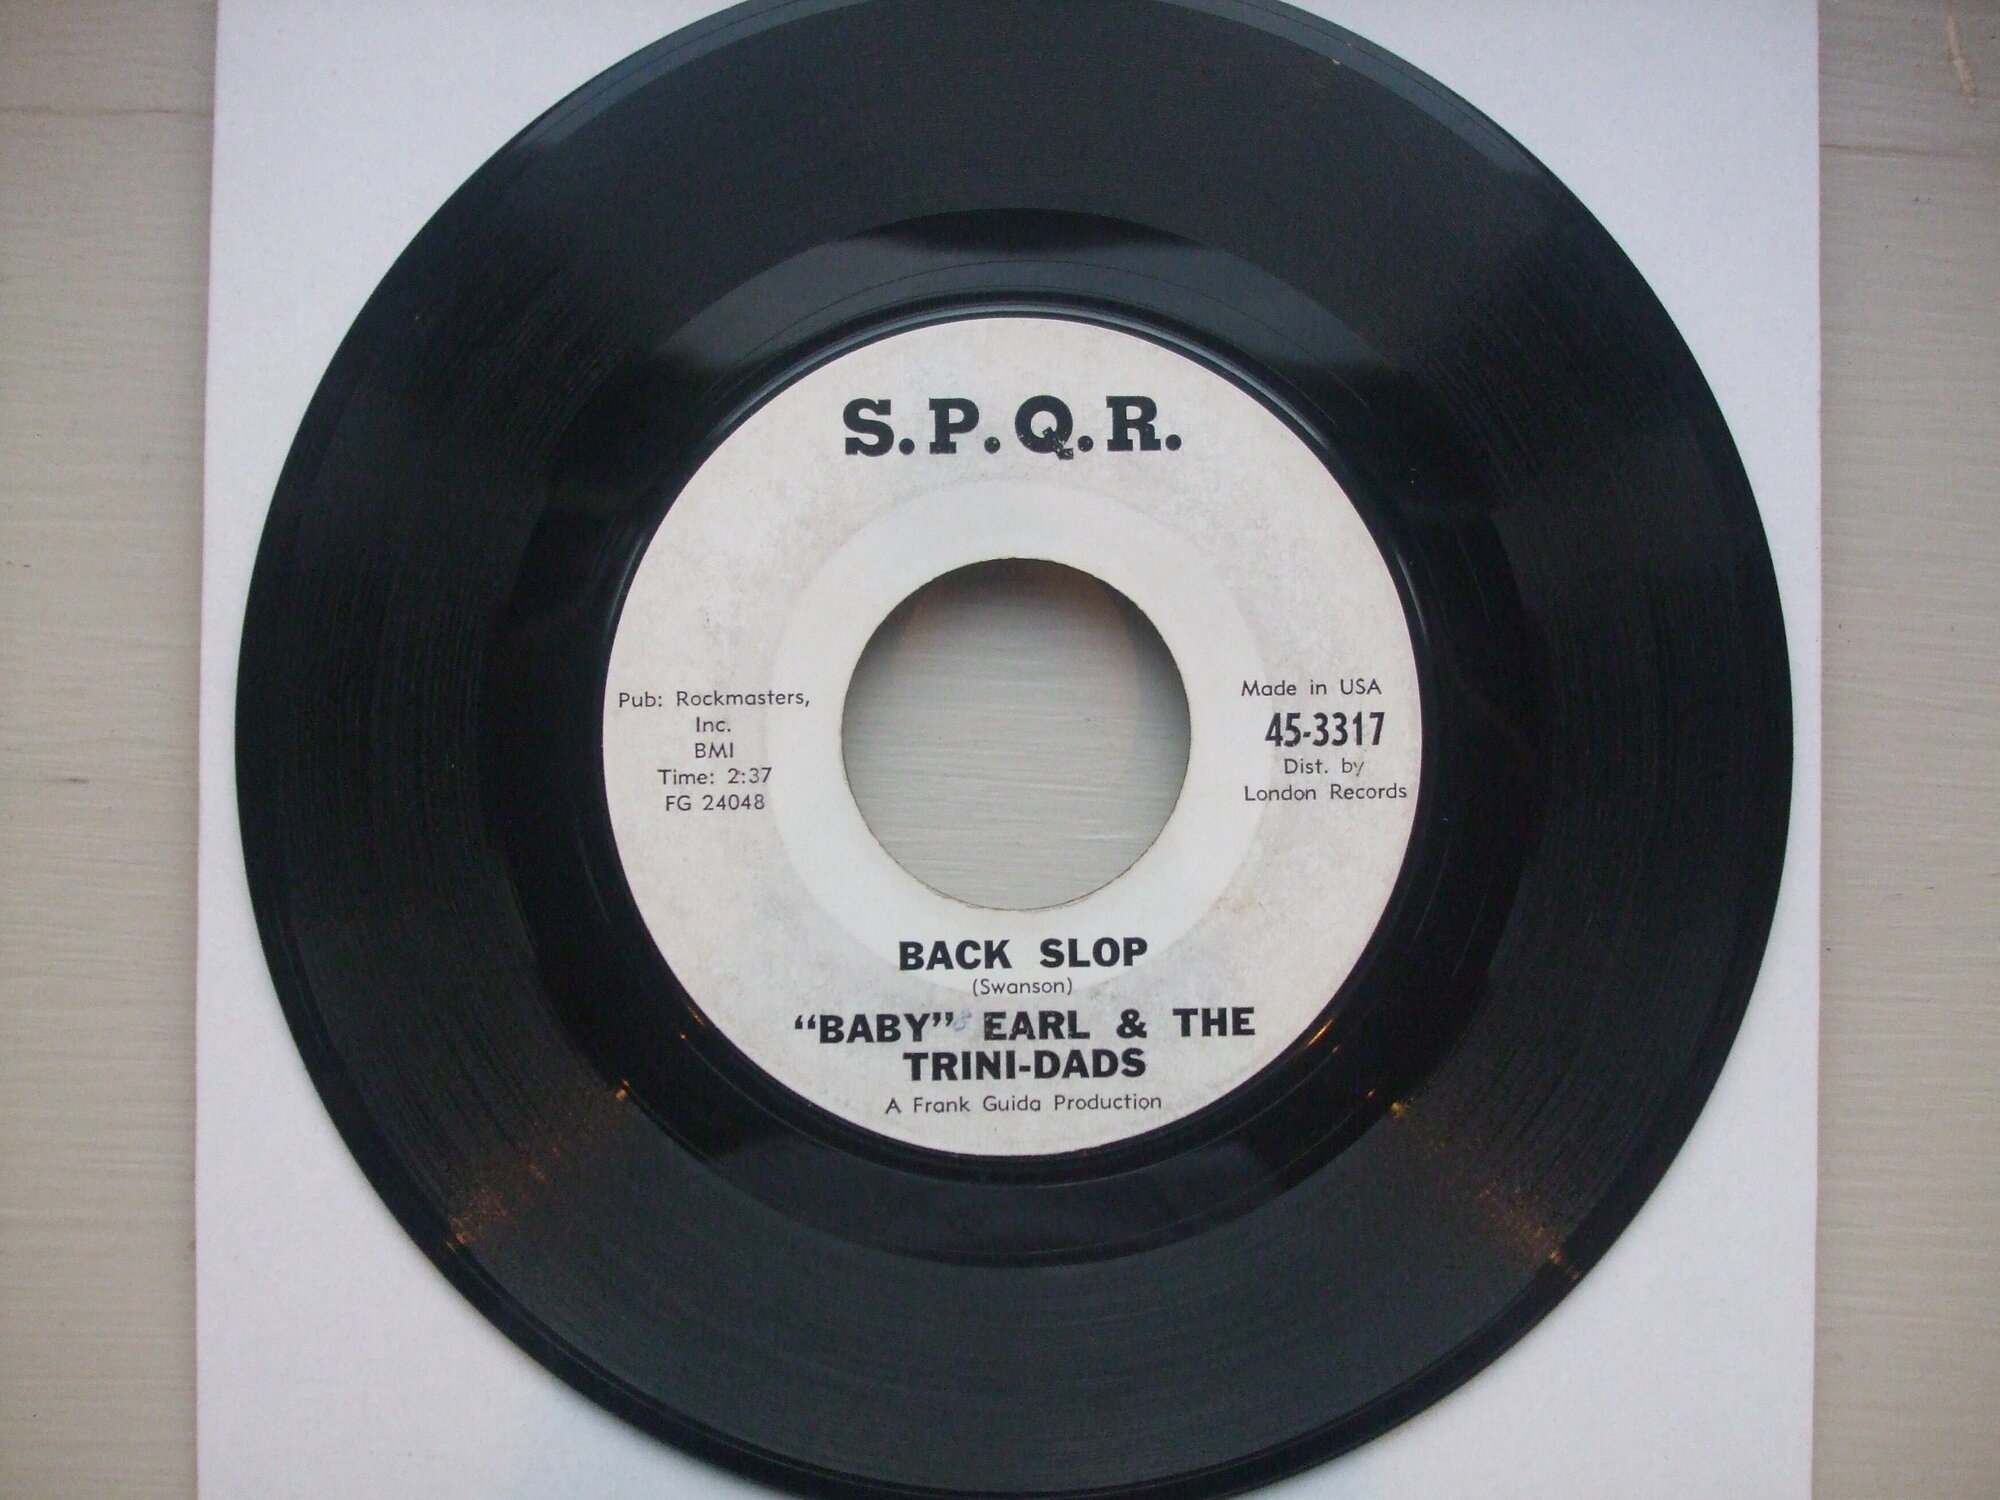 S.P.Q.R.
Pub: Rockmasters,
Inc.
BMI
Time: 2:37
FG 24048
Made in USA
45-3317
Dist. by
London Records
BACK SLOP
(Swanson)
“BABY” EARL & THE
TRINI-DADS
A Frank Guida Production